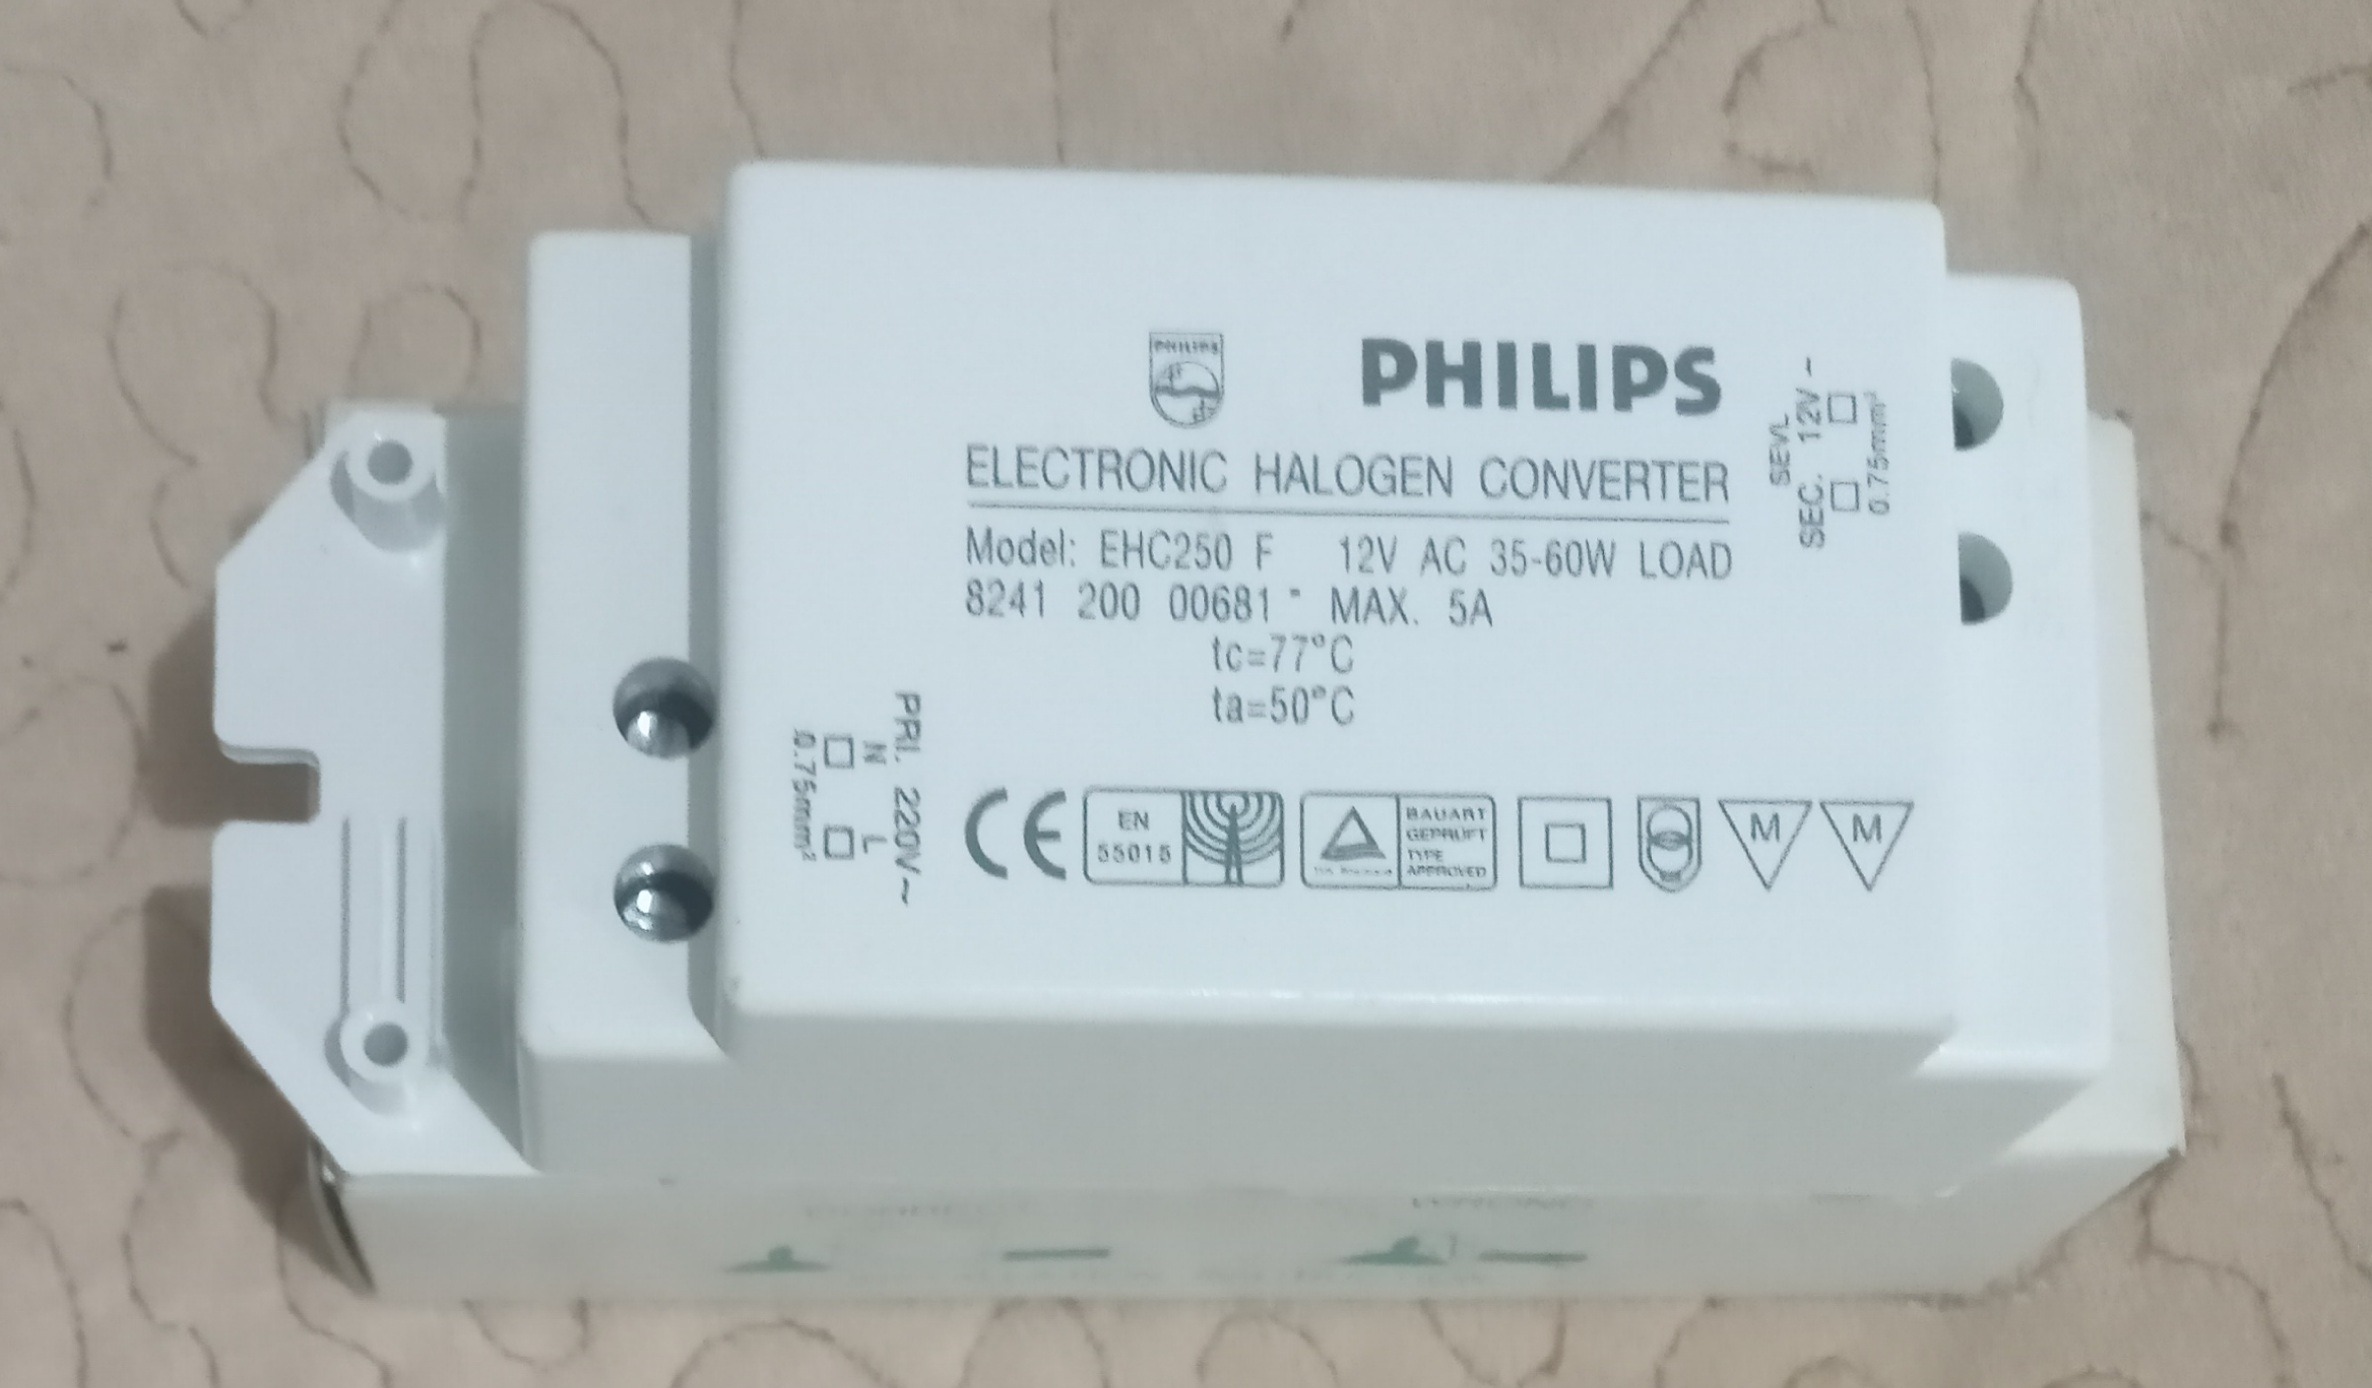 PHILIPS
PHILIPS
ELECTRONIC HALOGEN CONVERTER
Model: EHC250 F 12V AC 35-60W LOAD
8241 200 00681 - MAX. 5A
tc=77°C
ta=50°C
SELV
SEC. 12V ~
0.75mm²
PRI. 220V ~
N L
0.75mm²
CE
EN
55015
BAUART
GEPRÜFT
TYPE
APPROVED
M
M